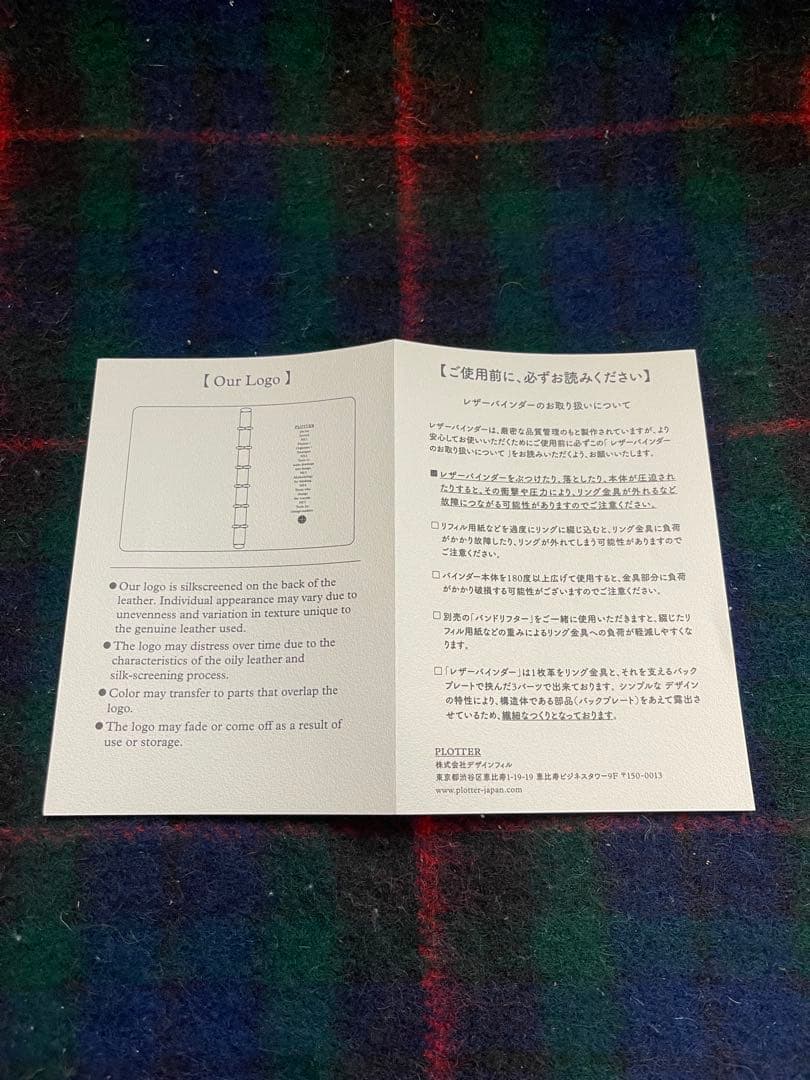 【 Our Logo 】
PLOTTER
● Our logo is silkscreened on the back of the
leather. Individual appearance may vary due to
unevenness and variation in texture unique to
the genuine leather used.
● The logo may distress over time due to the
characteristics of the oily leather and
silk-screening process.
● Color may transfer to parts that overlap the
logo.
● The logo may fade or come off as a result of
use or storage.
【ご使用前に、必ずお読みください】
レザーバインダーのお取り扱いについて
レザーバインダーは、厳密な品質管理のもと製作されていますが、より
安心してお使いいただくためにご使用前に必ずこの「 レザーバインダー
のお取り扱いについて 」をお読みいただくよう、お願いいたします。
■ レザーバインダーをぶつけたり、落としたり、本体が圧迫され
たりすると、その衝撃や圧力により、リング金具が外れるなど
故障につながる可能性がありますのでご注意ください。
□ リフィル用紙などを過度にリングに綴じ込むと、リング金具に負荷
がかかり故障したり、リングが外れてしまう可能性がありますので
ご注意ください。
□ バインダー本体を180度以上広げて使用すると、金具部分に負荷
がかかり破損する可能性がございますのでご注意ください。
□ 別売の「バンドリフター」をご一緒に使用いただきますと、綴じたリ
フィル用紙などの重みによるリング金具への負荷が軽減しやすくな
ります。
□ 「レザーバインダー」は1枚革をリング金具と、それを支えるバック
プレートで挟んだ3パーツで出来ております。 シンプルな デザイン
の特性により、構造体である部品（バックプレート）をあえて露出さ
せているため、繊細なつくりとなっております。
PLOTTER
株式会社デザインフィル
東京都渋谷区恵比寿1-19-19 恵比寿ビジネスタワー9F 〒150-0013
www.plotter-japan.com